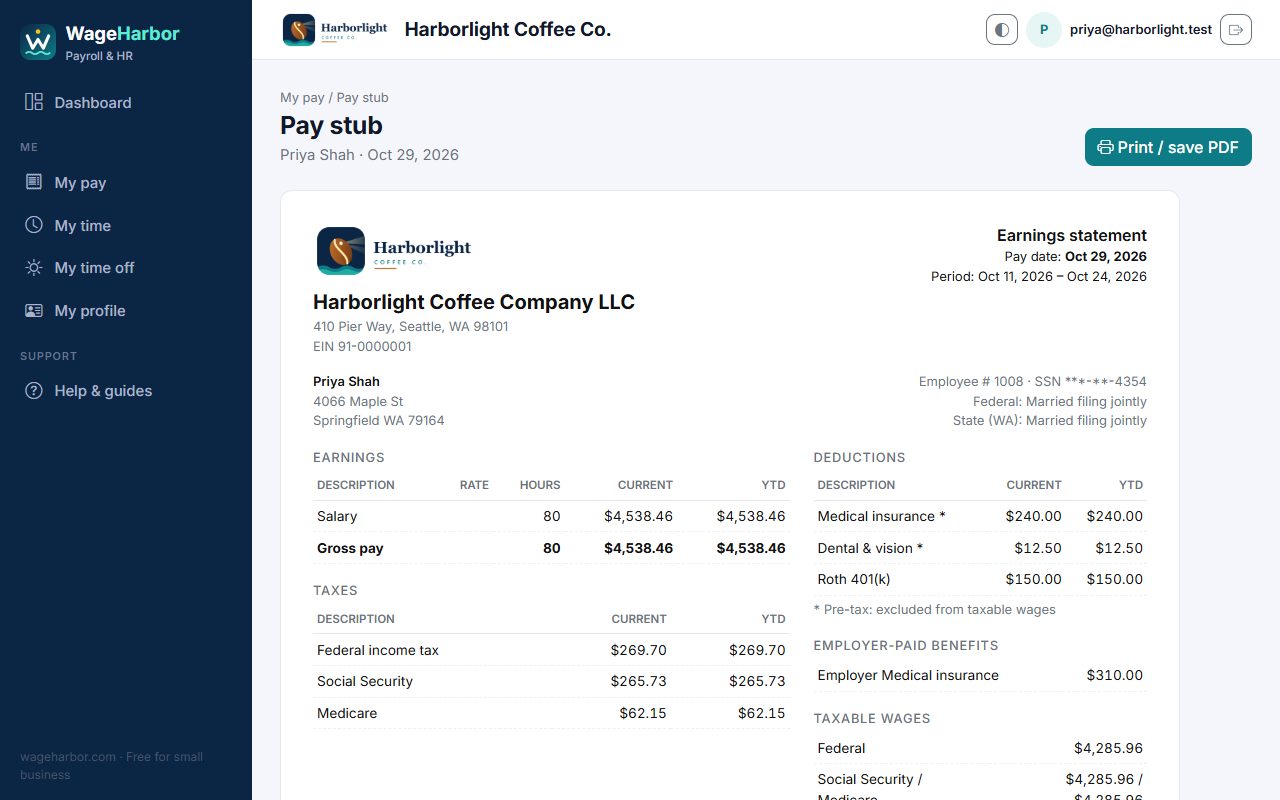 WageHarbor
Payroll & HR
Dashboard
ME
My pay
My time
My time off
My profile
SUPPORT
Help & guides
wageharbor.com · Free for small
business
Harborlight
COFFEE CO.
Harborlight Coffee Co.
P
priya@harborlight.test
My pay / Pay stub
Pay stub
Priya Shah · Oct 29, 2026
Print / save PDF
Harborlight
COFFEE CO.
Harborlight Coffee Company LLC
410 Pier Way, Seattle, WA 98101
EIN 91-0000001
Earnings statement
Pay date: Oct 29, 2026
Period: Oct 11, 2026 – Oct 24, 2026
Priya Shah
4066 Maple St
Springfield WA 79164
Employee # 1008 · SSN ***-**-4354
Federal: Married filing jointly
State (WA): Married filing jointly
EARNINGS
DESCRIPTION RATE HOURS CURRENT YTD
Salary 80 $4,538.46 $4,538.46
Gross pay 80 $4,538.46 $4,538.46
TAXES
DESCRIPTION CURRENT YTD
Federal income tax $269.70 $269.70
Social Security $265.73 $265.73
Medicare $62.15 $62.15
DEDUCTIONS
DESCRIPTION CURRENT YTD
Medical insurance * $240.00 $240.00
Dental & vision * $12.50 $12.50
Roth 401(k) $150.00 $150.00
* Pre-tax: excluded from taxable wages
EMPLOYER-PAID BENEFITS
Employer Medical insurance $310.00
TAXABLE WAGES
Federal $4,285.96
Social Security / $4,285.96 /
Medicare $4,285.96